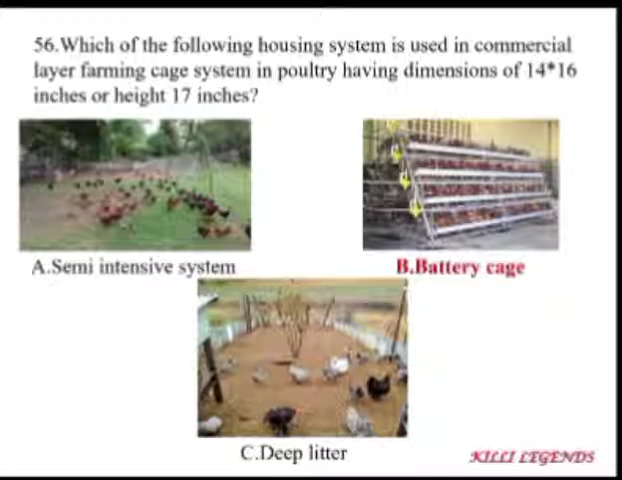 56.Which of the following housing system is used in commercial
layer farming cage system in poultry having dimensions of 14*16
inches or height 17 inches?
A.Semi intensive system
B.Battery cage
C.Deep litter
KILLI LEGENDS